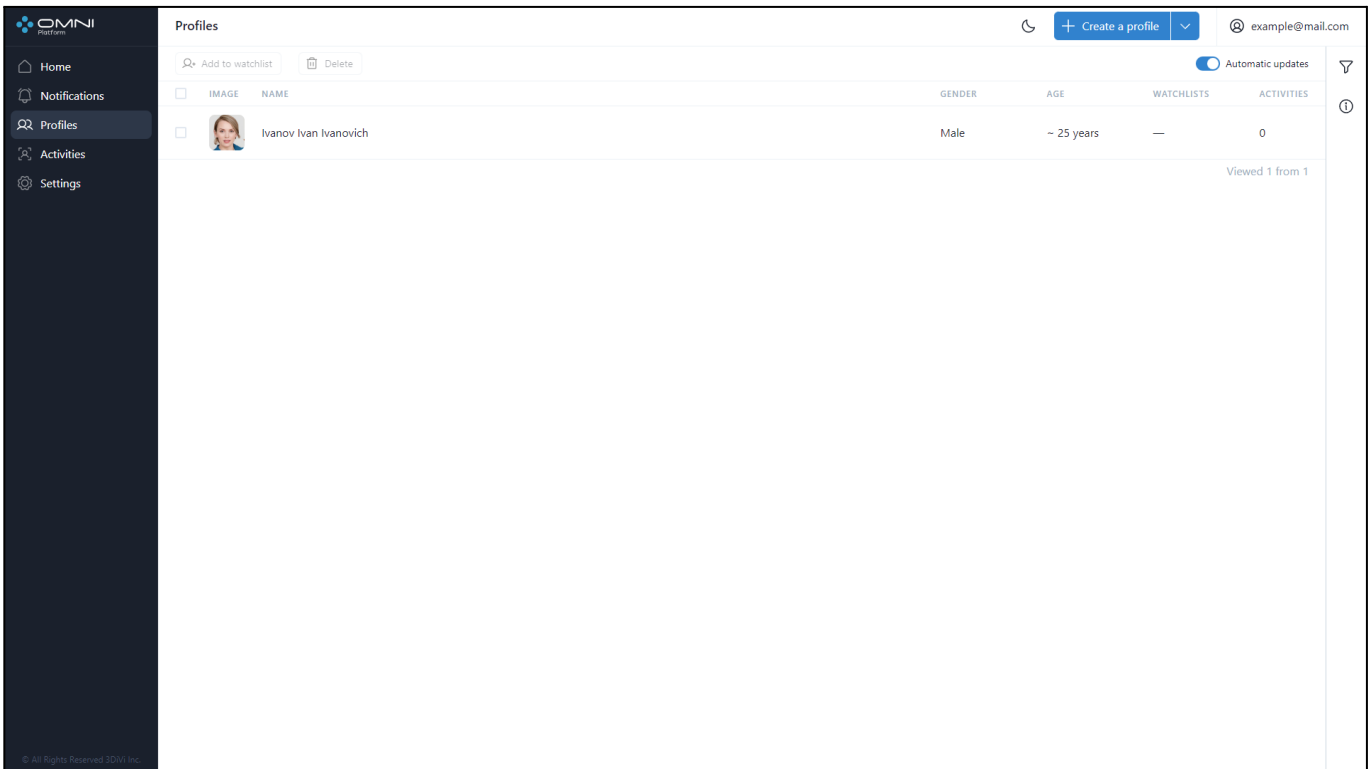 OMNI
Platform
Profiles
Create a profile
example@mail.com
Home
Notifications
Profiles
Activities
Settings
Add to watchlist
Delete
Automatic updates
IMAGE NAME GENDER AGE WATCHLISTS ACTIVITIES
Ivanov Ivan Ivanovich Male ~ 25 years — 0
Viewed 1 from 1
© All Rights Reserved 3DiVi Inc.